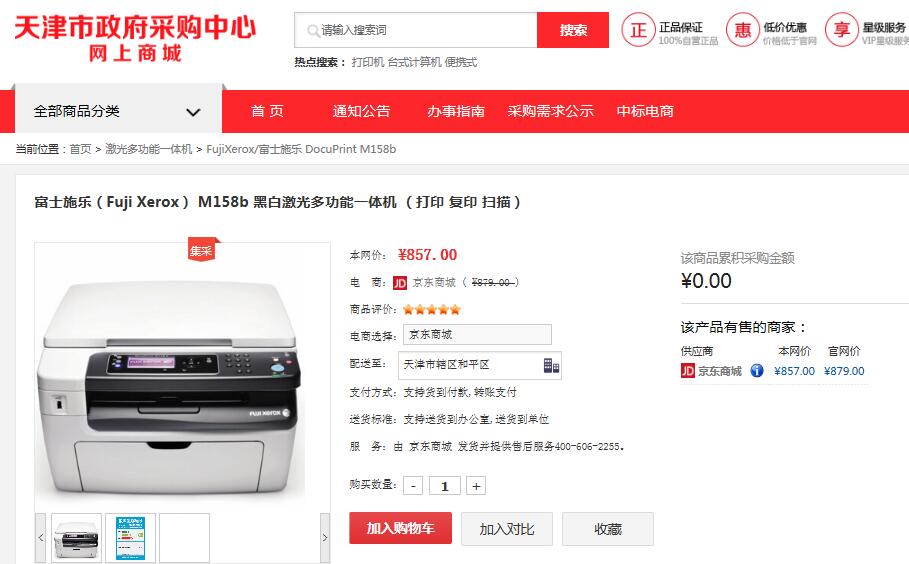 天津市政府采购中心
网上商城
请输入搜索词
搜索
热点搜索： 打印机 台式计算机 便携式
正 正品保证
100%自营正品
惠 低价优惠
价格低于官网
享 星级服务
VIP星级服务
全部商品分类
首 页 通知公告 办事指南 采购需求公示 中标电商
当前位置：首页 > 激光多功能一体机 > FujiXerox/富士施乐 DocuPrint M158b
富士施乐（Fuji Xerox） M158b 黑白激光多功能一体机 （打印 复印 扫描）
集采
FUJI XEROX
本网价： ¥857.00
电 商： JD 京东商城（ ¥879.00 ）
商品评价：
电商选择： 京东商城
配送至： 天津市辖区和平区
支付方式：支持货到付款,转账支付
送货标准：支持送货到办公室,送货到单位
服 务：由 京东商城 发货并提供售后服务400-606-2255。
购买数量： - 1 +
加入购物车 加入对比 收藏
该商品累积采购金额
¥0.00
该产品有售的商家：
供应商 本网价 官网价
JD 京东商城 i ¥857.00 ¥879.00
< >